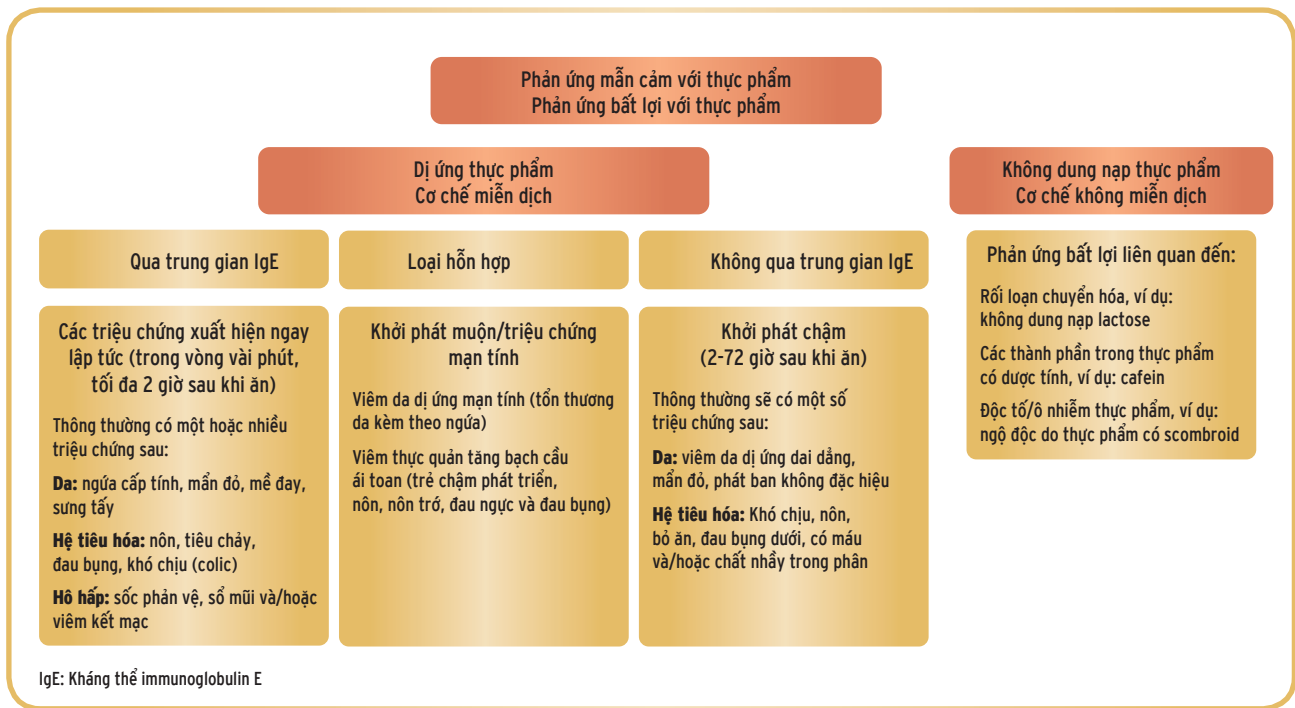 Phản ứng mẫn cảm với thực phẩm
Phản ứng bất lợi với thực phẩm
Dị ứng thực phẩm
Cơ chế miễn dịch
Không dung nạp thực phẩm
Cơ chế không miễn dịch
Qua trung gian IgE
Các triệu chứng xuất hiện ngay
lập tức (trong vòng vài phút,
tối đa 2 giờ sau khi ăn)
Thông thường có một hoặc nhiều
triệu chứng sau:
Da: ngứa cấp tính, mẩn đỏ, mề đay,
sưng tấy
Hệ tiêu hóa: nôn, tiêu chảy,
đau bụng, khó chịu (colic)
Hô hấp: sốc phản vệ, sổ mũi và/hoặc
viêm kết mạc
Loại hỗn hợp
Khởi phát muộn/triệu chứng
mạn tính
Viêm da dị ứng mạn tính (tổn thương
da kèm theo ngứa)
Viêm thực quản tăng bạch cầu
ái toan (trẻ chậm phát triển,
nôn, nôn trớ, đau ngực và đau bụng)
Không qua trung gian IgE
Khởi phát chậm
(2-72 giờ sau khi ăn)
Thông thường sẽ có một số
triệu chứng sau:
Da: viêm da dị ứng dai dẳng,
mẩn đỏ, phát ban không đặc hiệu
Hệ tiêu hóa: Khó chịu, nôn,
bỏ ăn, đau bụng dưới, có máu
và/hoặc chất nhầy trong phân
Phản ứng bất lợi liên quan đến:
Rối loạn chuyển hóa, ví dụ:
không dung nạp lactose
Các thành phần trong thực phẩm
có dược tính, ví dụ: cafein
Độc tố/ô nhiễm thực phẩm, ví dụ:
ngộ độc do thực phẩm có scombroid
IgE: Kháng thể immunoglobulin E